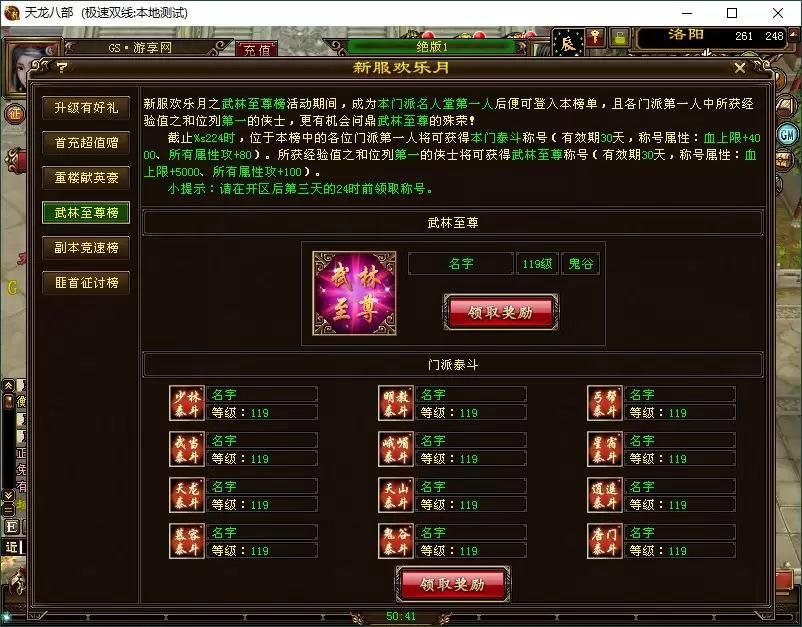 天龙八部 (极速双线:本地测试)
GS·游享网
充值
绝版1
辰
洛阳
261 248
?
新服欢乐月
征
GM
升级有好礼
首充超值赠
重楼献英豪
武林至尊榜
副本竞速榜
匪首征讨榜
新服欢乐月之武林至尊榜活动期间，成为本门派名人堂第一人后便可登入本榜单，且各门派第一人中所获经
验值之和位列第一的侠士，更有机会问鼎武林至尊的殊荣！
截止%s224时，位于本榜中的各位门派第一人将可获得本门泰斗称号（有效期30天，称号属性：血上限+40
00、所有属性攻+80）。所获经验值之和位列第一的侠士将可获得武林至尊称号（有效期30天，称号属性：血
上限+5000、所有属性攻+100）。
小提示：请在开区后第三天的24时前领取称号。
武林至尊
武林至尊
名字
119级
鬼谷
领取奖励
门派泰斗
少林泰斗
名字
等级：119
明教泰斗
名字
等级：119
丐帮泰斗
名字
等级：119
武当泰斗
名字
等级：119
峨嵋泰斗
名字
等级：119
星宿泰斗
名字
等级：119
天龙泰斗
名字
等级：119
天山泰斗
名字
等级：119
逍遥泰斗
名字
等级：119
慕容泰斗
名字
等级：119
鬼谷泰斗
名字
等级：119
唐门泰斗
名字
等级：119
领取奖励
近
50:41